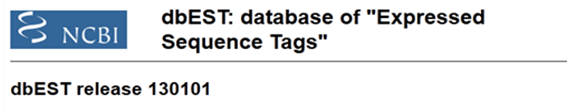 NCBI
dbEST: database of "Expressed
Sequence Tags"
dbEST release 130101